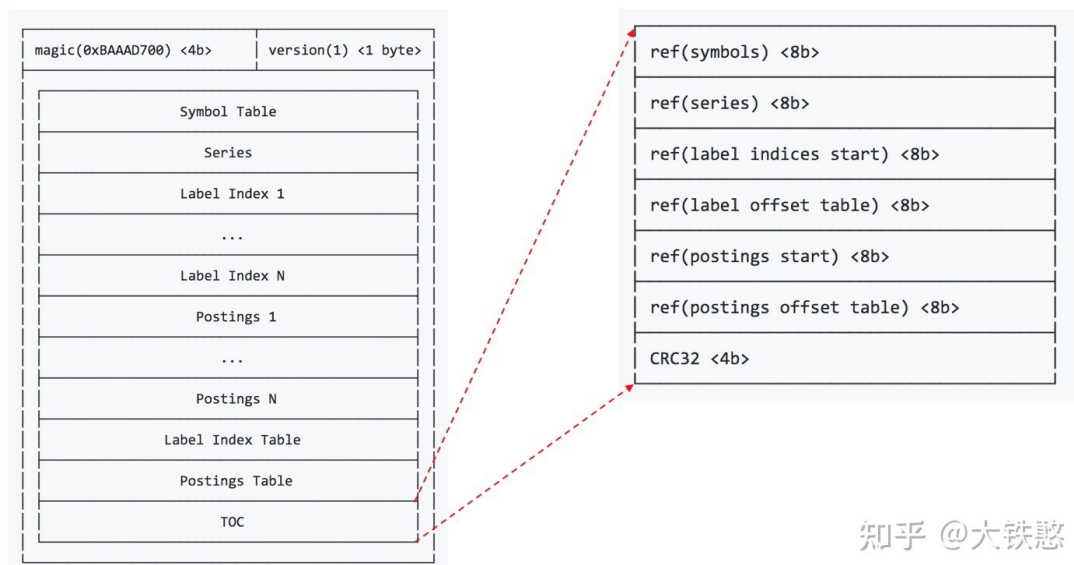 magic(0xBAAAD700) <4b>
version(1) <1 byte>
Symbol Table
Series
Label Index 1
...
Label Index N
Postings 1
...
Postings N
Label Index Table
Postings Table
TOC
ref(symbols) <8b>
ref(series) <8b>
ref(label indices start) <8b>
ref(label offset table) <8b>
ref(postings start) <8b>
ref(postings offset table) <8b>
CRC32 <4b>
知乎 @大铁憨